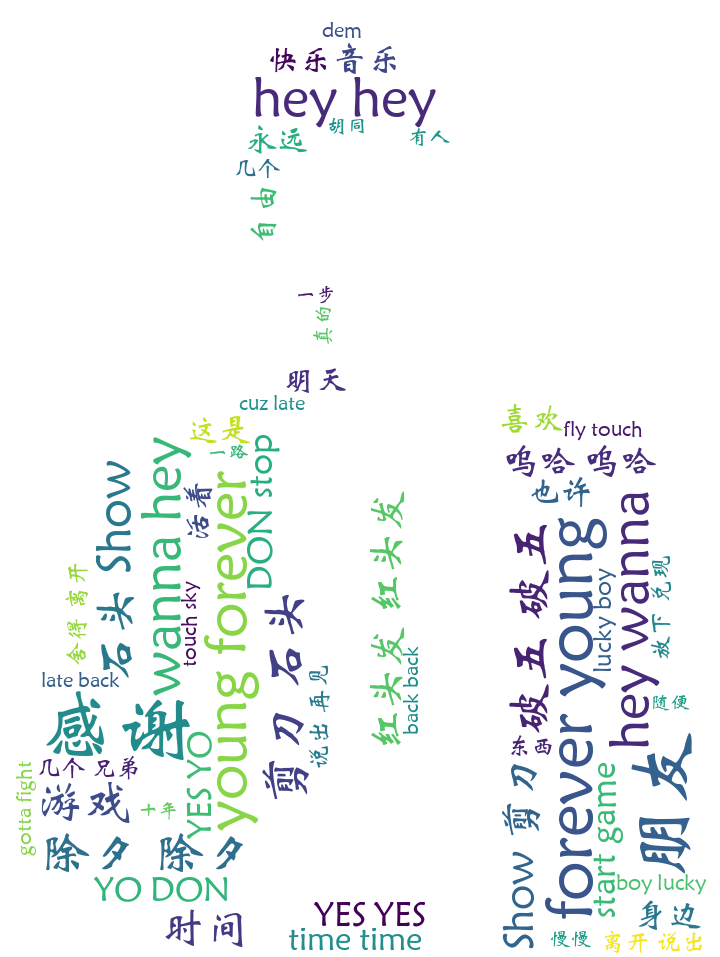 dem
快乐 音乐
hey hey
胡同
永远
有人
几个
自由
一步
真的
明天
cuz late
这是
喜欢
fly touch
一路
呜哈 呜哈
DON stop
wanna hey
石头 Show
活着
young forever
也许
红头发 红头发
破五 破五
forever young
hey wanna
舍得 离开
touch sky
剪刀 石头
back back
lucky boy
放下 兑现
late back
说出 再见
感谢
随便
东西
朋友
几个 兄弟
YES YO
游戏
十年
gotta fight
Show 剪刀
start game
除夕 除夕
YO DON
boy lucky
时间
YES YES
身边
time time
慢慢
离开 说出